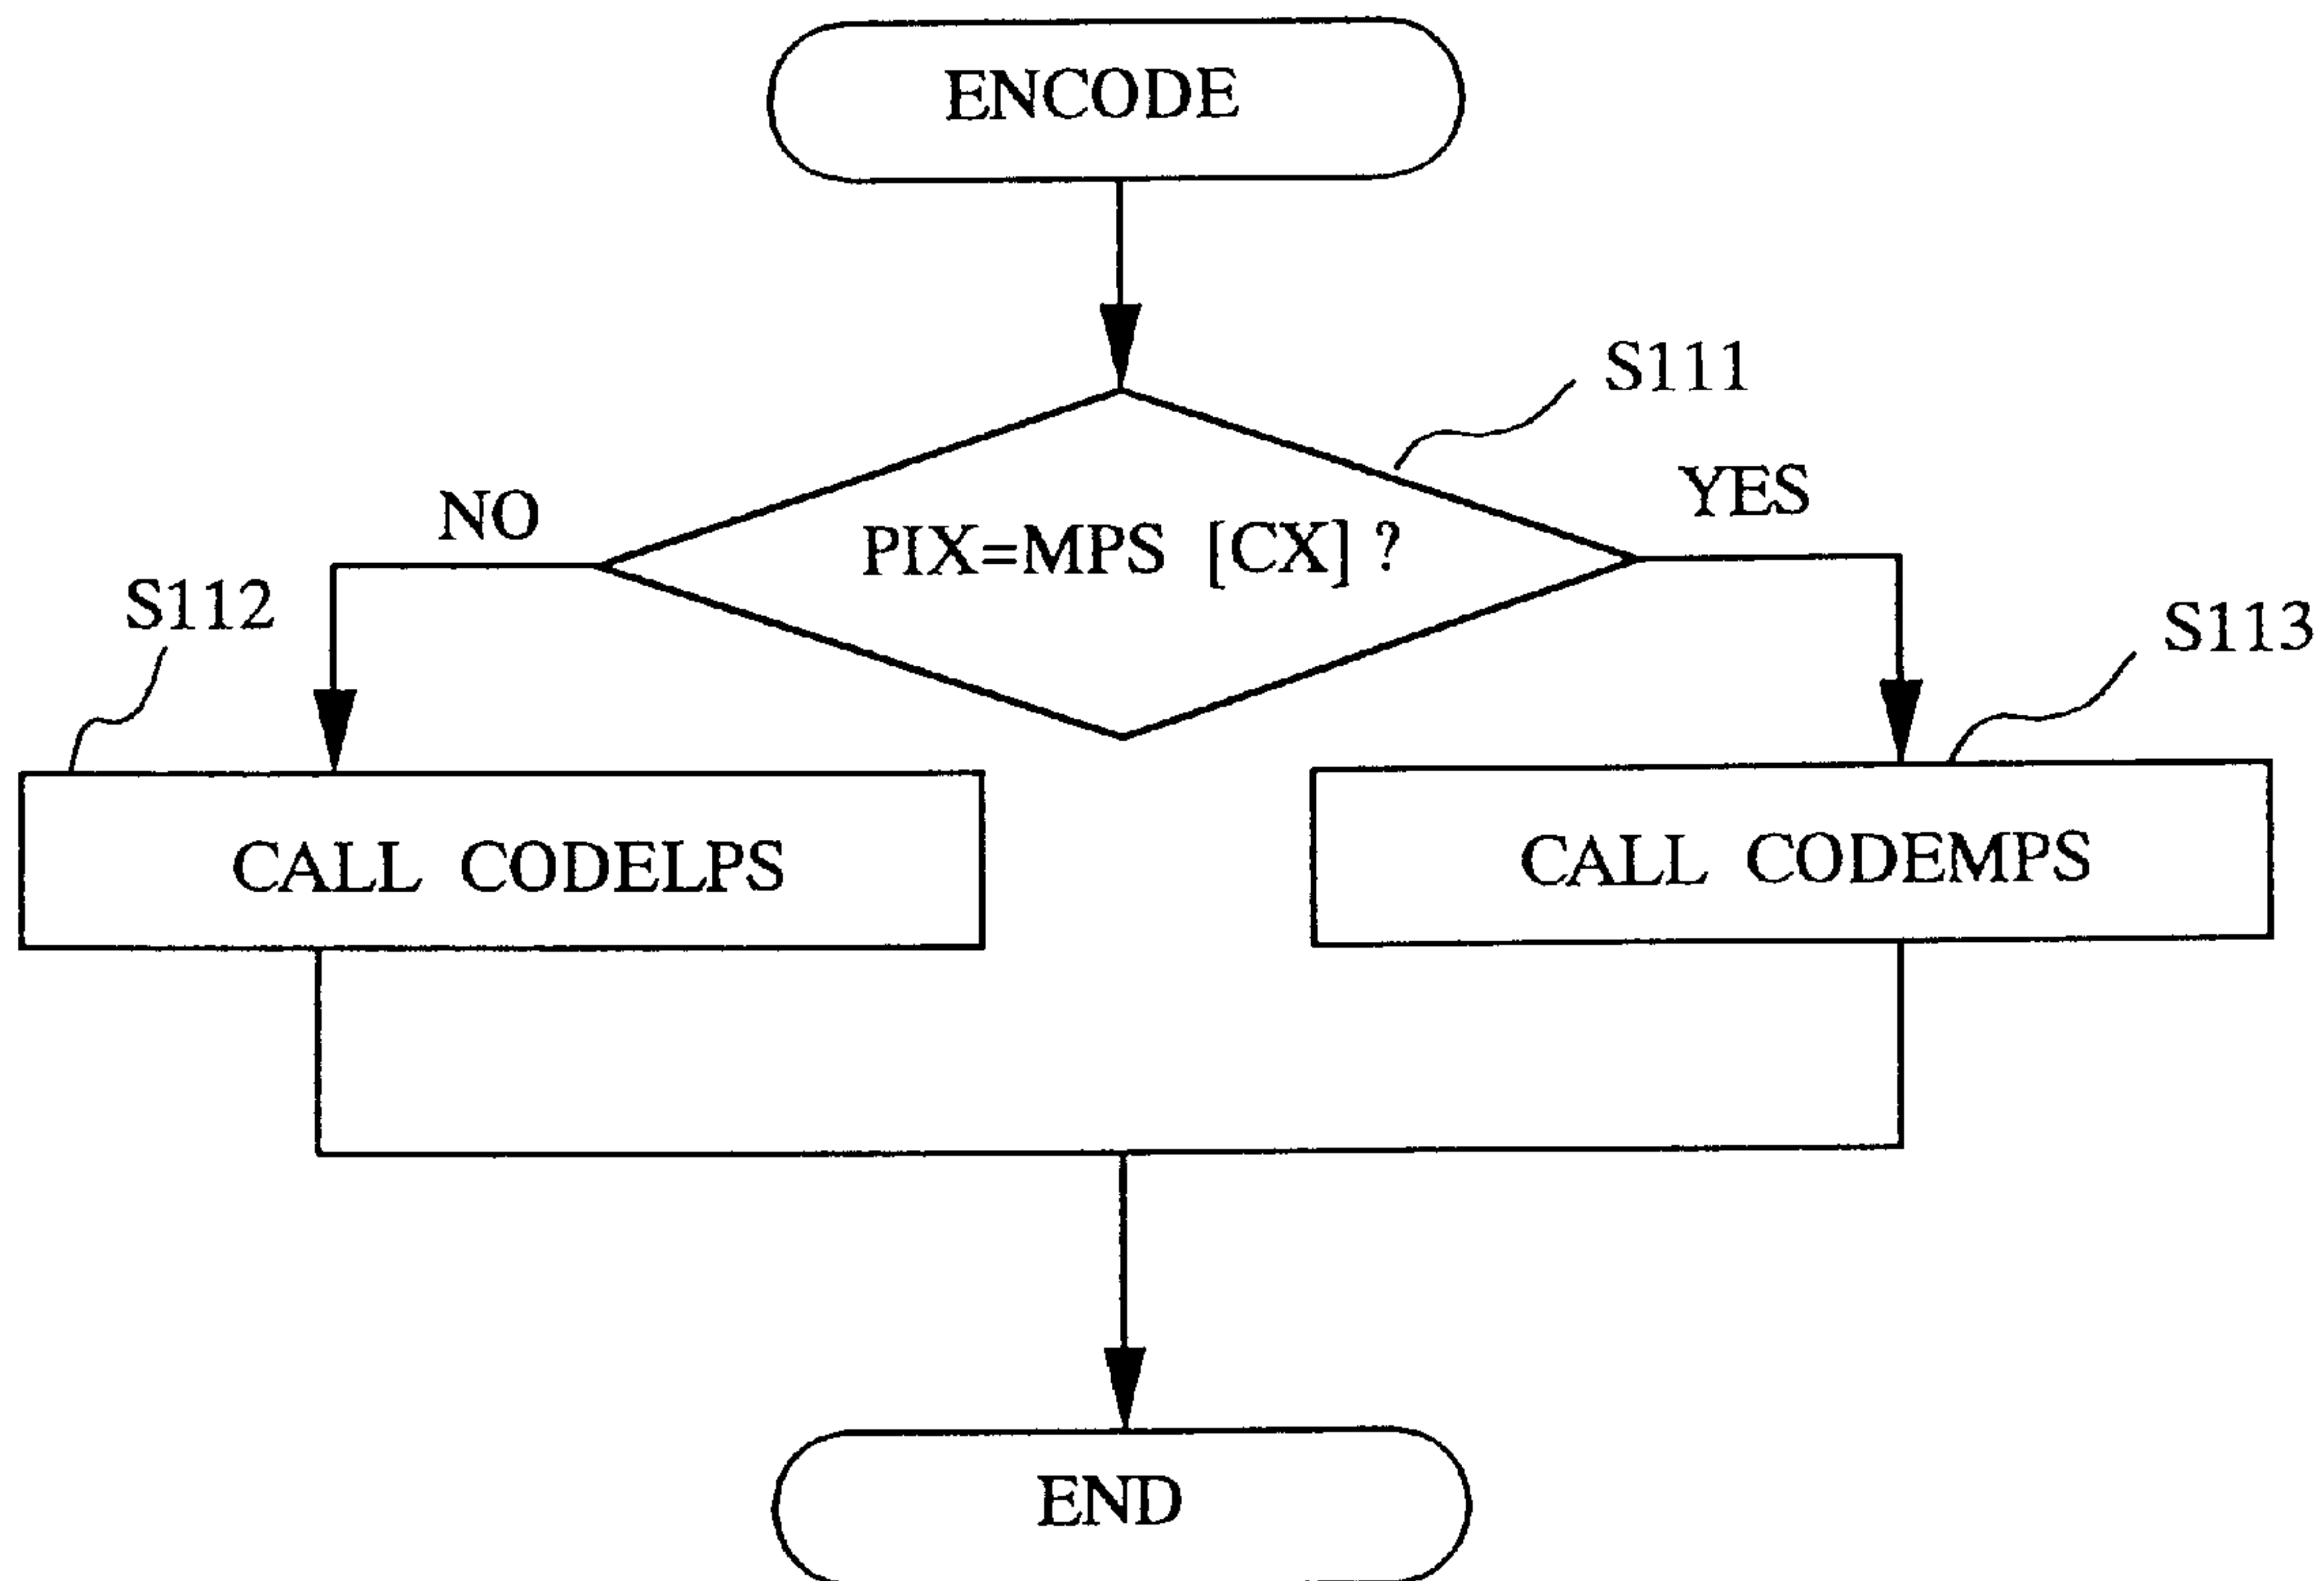 ENCODE
S111
NO
PIX=MPS [CX] ?
YES
S112
S113
CALL CODELPS
CALL CODEMPS
END